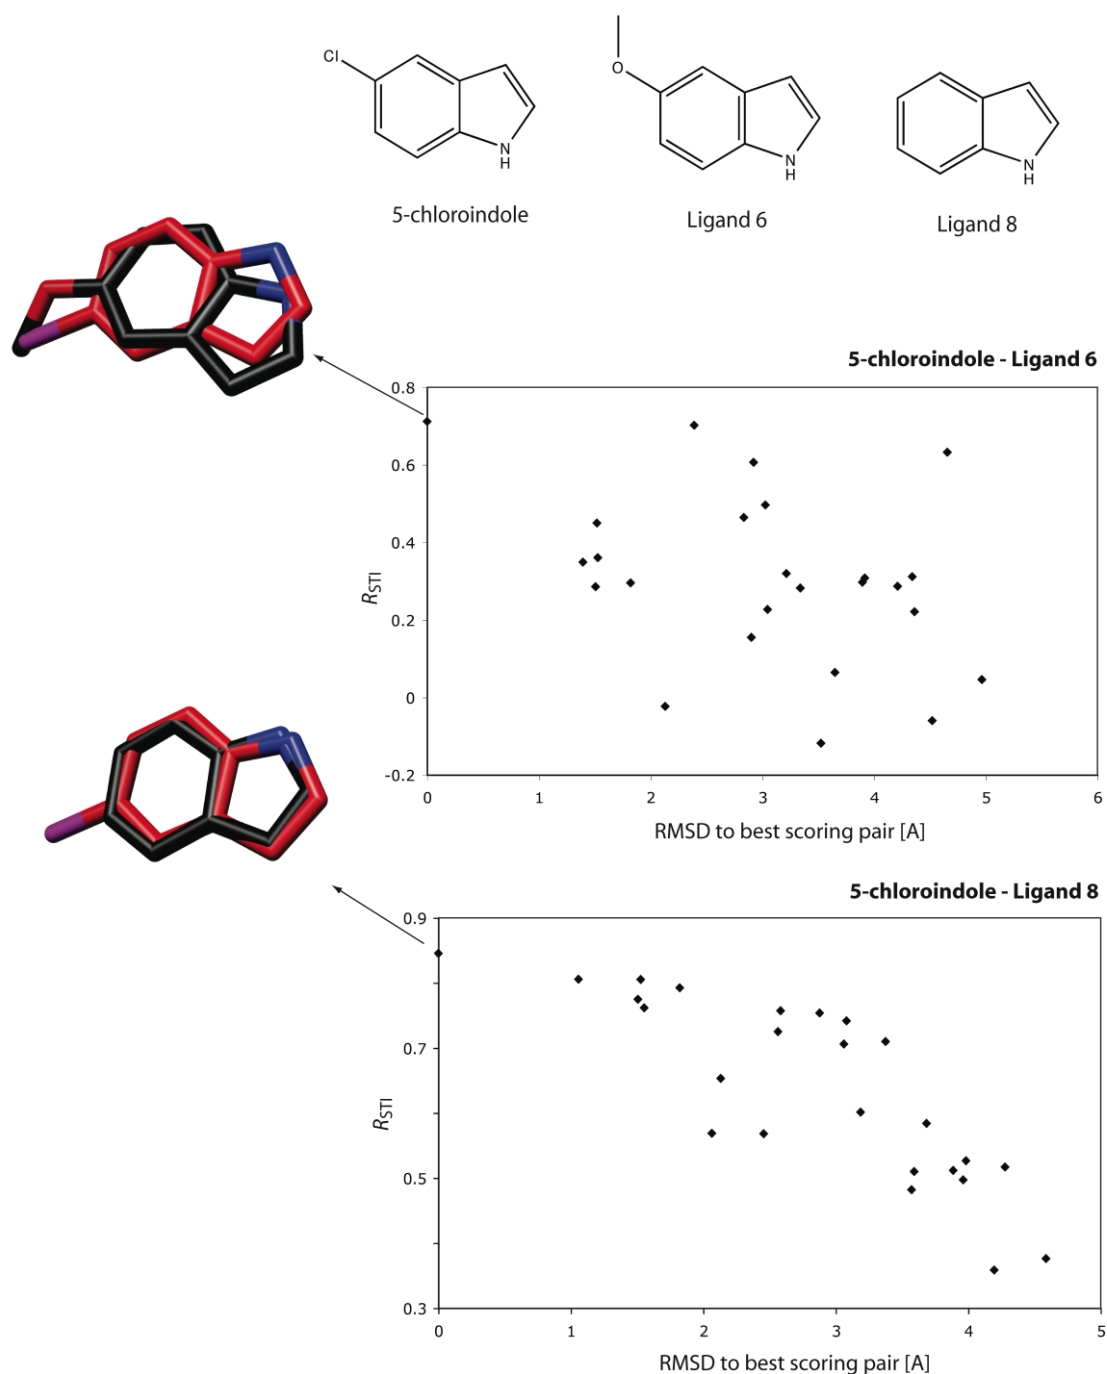 Cl
N
H
5-chloroindole
O
N
H
Ligand 6
N
H
Ligand 8
5-chloroindole - Ligand 6
0.8
0.6
0.4
0.2
0
-0.2
RSTI
0 1 2 3 4 5 6
RMSD to best scoring pair [A]
5-chloroindole - Ligand 8
0.9
0.7
0.5
0.3
RSTI
0 1 2 3 4 5
RMSD to best scoring pair [A]